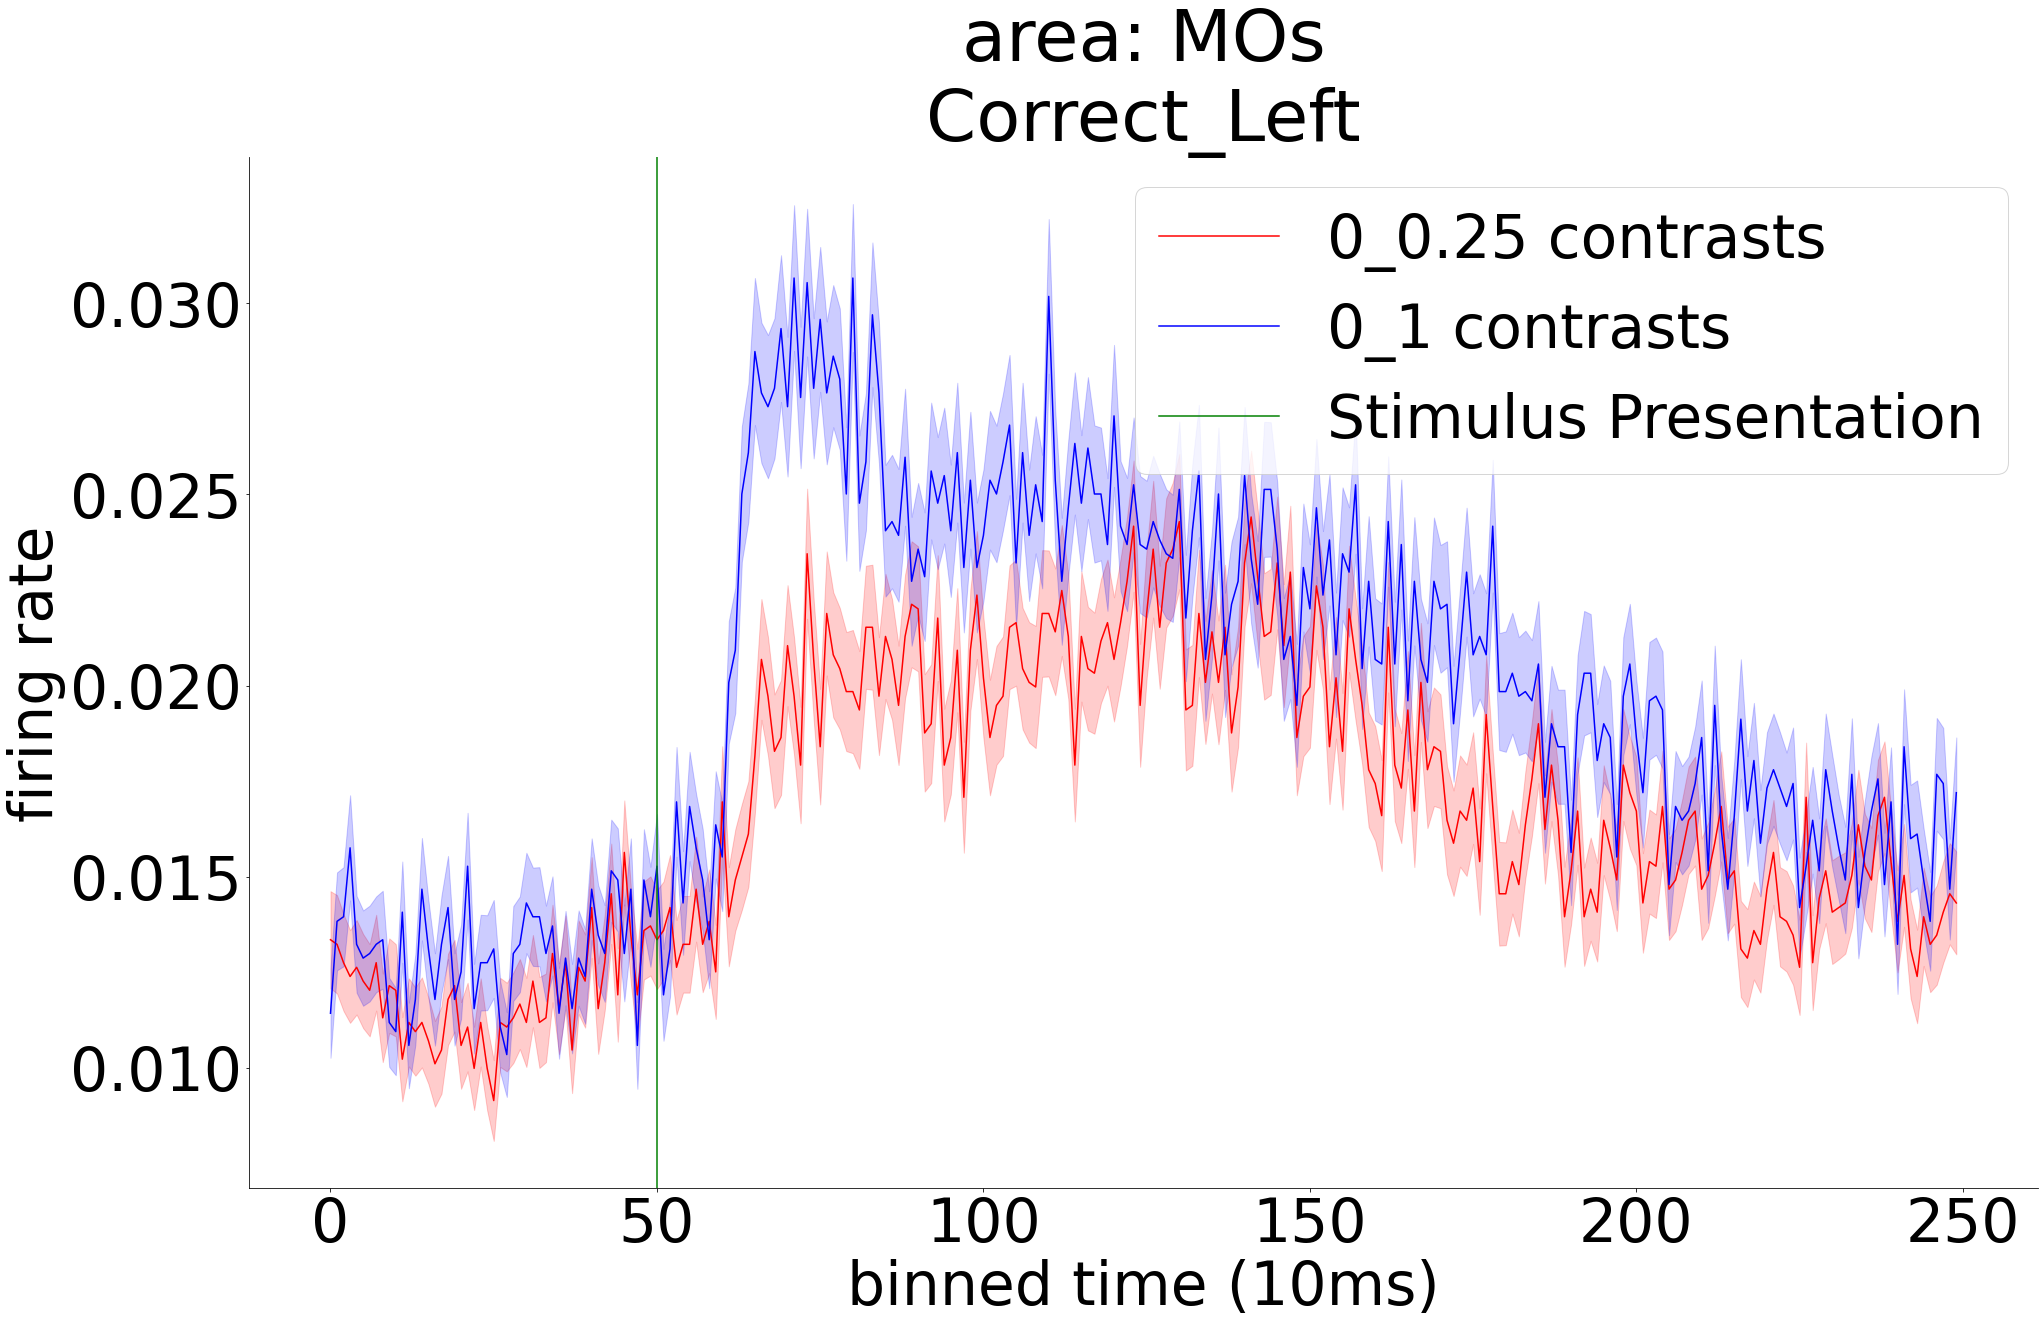 area: MOs
Correct_Left
0_0.25 contrasts
0_1 contrasts
Stimulus Presentation
0.030
0.025
0.020
0.015
0.010
firing rate
0 50 100 150 200 250
binned time (10ms)